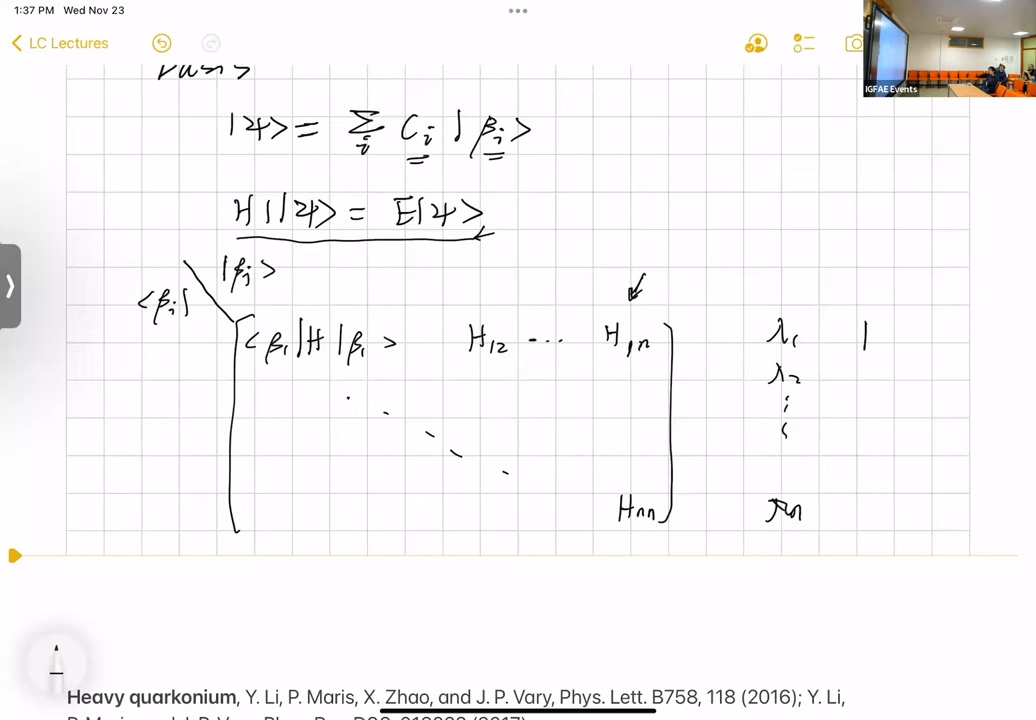 1:37 PM Wed Nov 23
LC Lectures
IGFAE Events
|ψ> = Σ_i C_i |β_i>
H | |ψ> = E|ψ>
|β_j>
<β_i|
<β_1|H|β_1> H_12 ... H_1n λ_1 |
λ_2
H_nn λ_n
Heavy quarkonium, Y. Li, P. Maris, X. Zhao, and J. P. Vary, Phys. Lett. B758, 118 (2016); Y. Li,